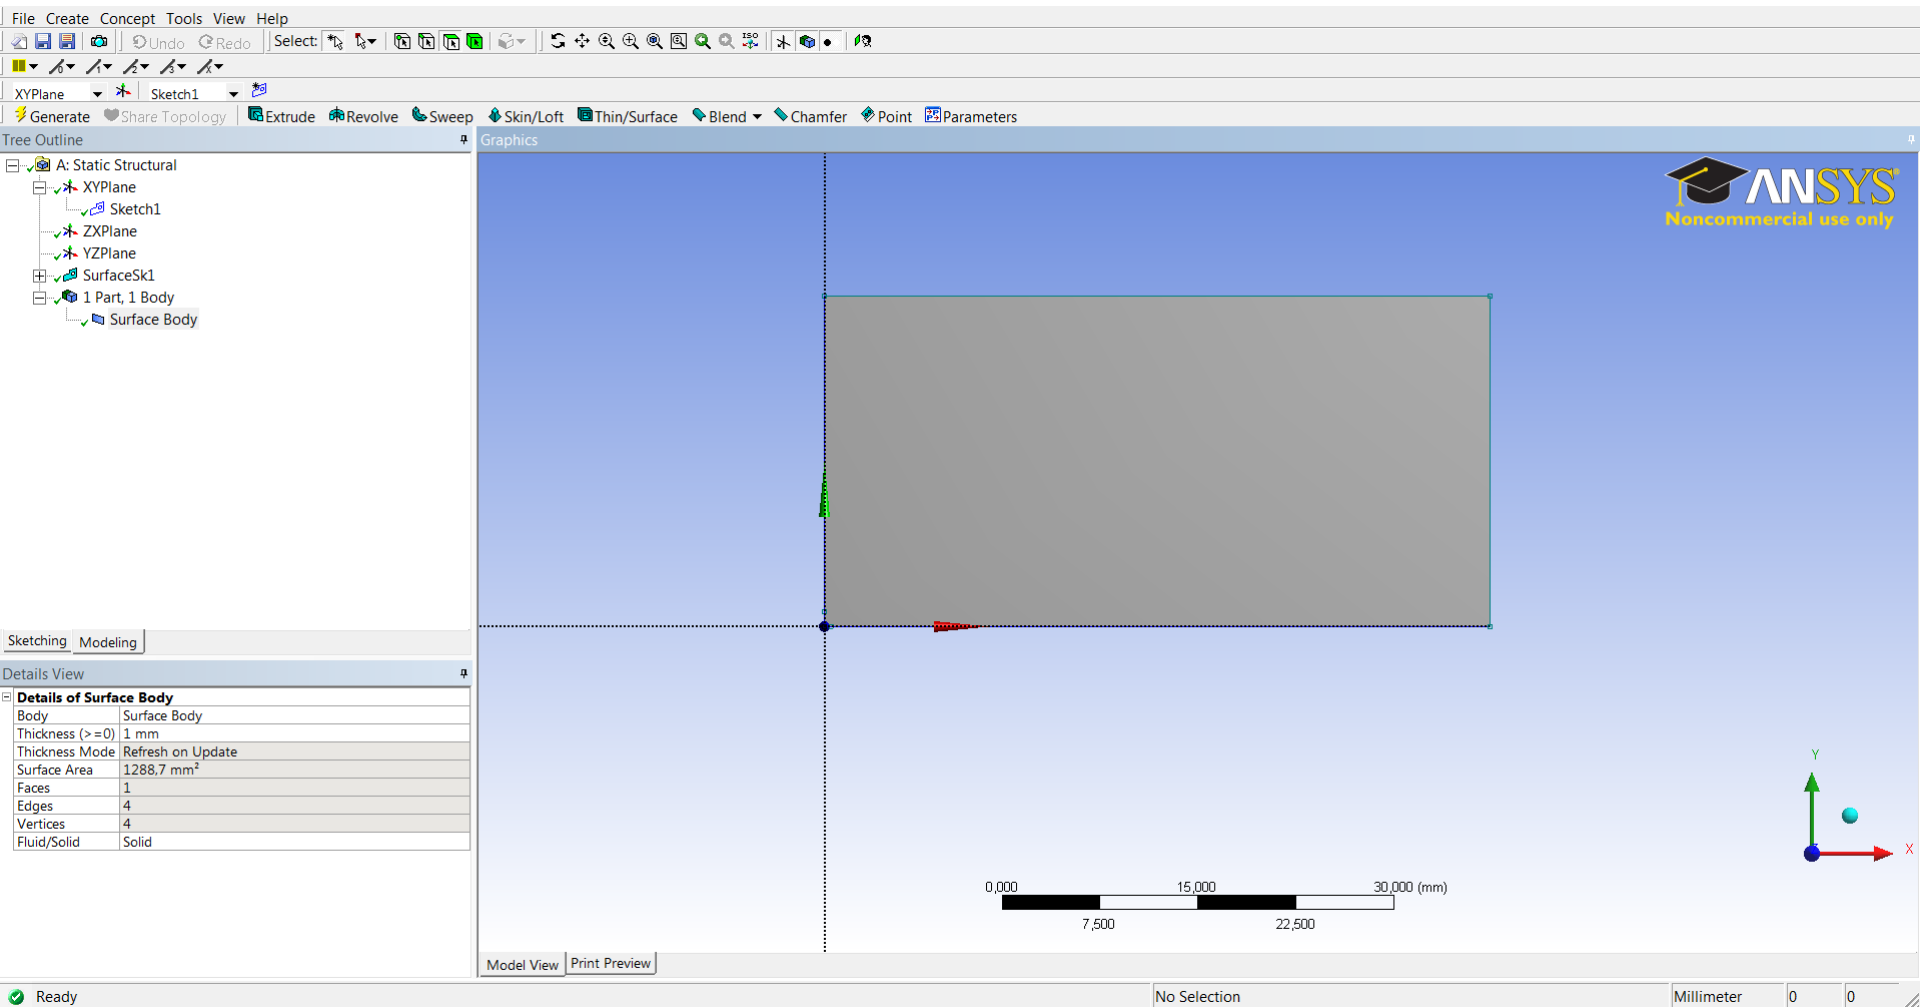 File Create Concept Tools View Help
Undo Redo Select: ISO
XYPlane Sketch1
Generate Share Topology Extrude Revolve Sweep Skin/Loft Thin/Surface Blend Chamfer Point Parameters
Tree Outline
Graphics
A: Static Structural
XYPlane
Sketch1
ZXPlane
YZPlane
SurfaceSk1
1 Part, 1 Body
Surface Body
Sketching Modeling
Details View
Details of Surface Body
Body Surface Body
Thickness (>=0) 1 mm
Thickness Mode Refresh on Update
Surface Area 1288,7 mm²
Faces 1
Edges 4
Vertices 4
Fluid/Solid Solid
ANSYS
Noncommercial use only
Y
X
0,000 15,000 30,000 (mm)
7,500 22,500
Model View Print Preview
Ready No Selection Millimeter 0 0